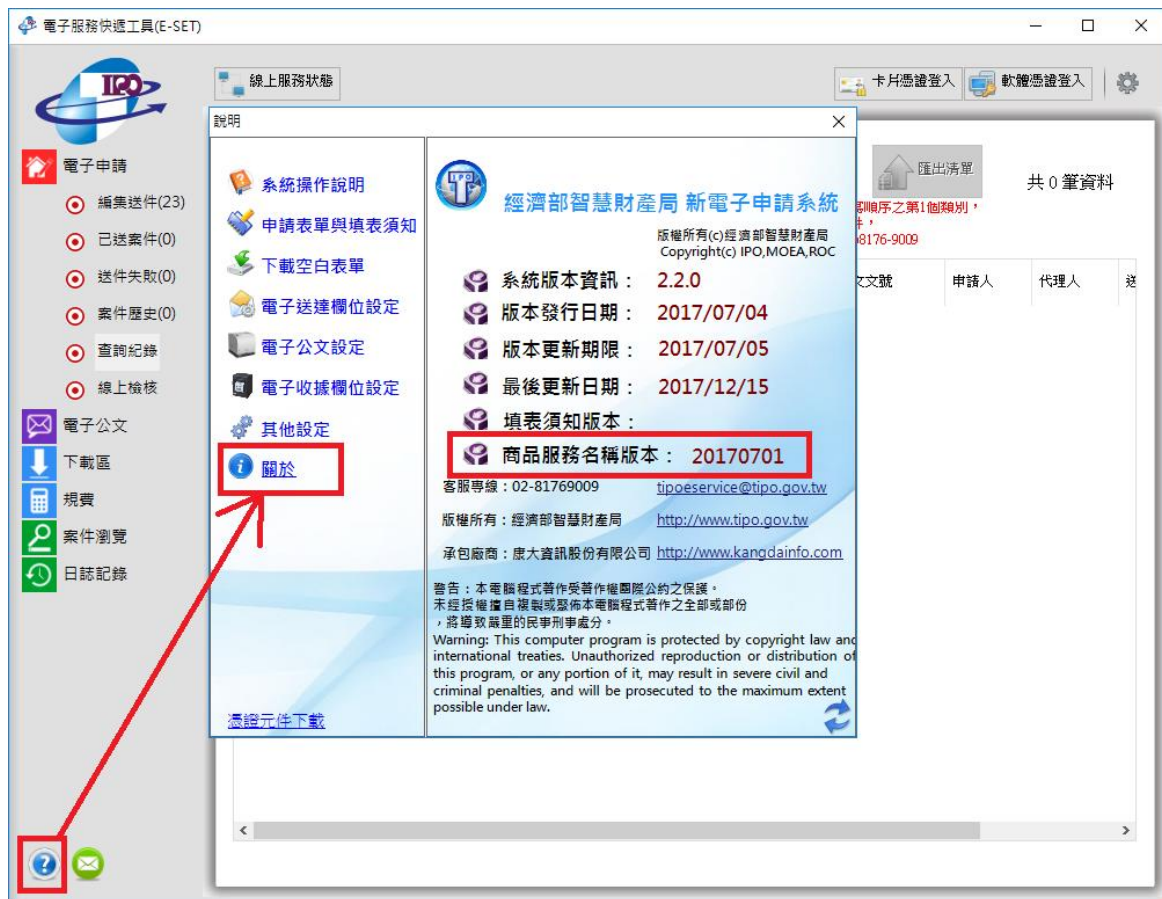 電子服務快遞工具(E-SET)
TIPO
線上服務狀態
卡片憑證登入
軟體憑證登入
說明
電子申請
編集送件(23)
已送案件(0)
送件失敗(0)
案件歷史(0)
查詢紀錄
線上檢核
電子公文
下載區
規費
案件瀏覽
日誌記錄
系統操作說明
申請表單與填表須知
下載空白表單
電子送達欄位設定
電子公文設定
電子收據欄位設定
其他設定
關於
憑證元件下載
經濟部智慧財產局 新電子申請系統
版權所有(c)經濟部智慧財產局
Copyright(c) IPO,MOEA,ROC
系統版本資訊： 2.2.0
版本發行日期： 2017/07/04
版本更新期限： 2017/07/05
最後更新日期： 2017/12/15
填表須知版本：
商品服務名稱版本： 20170701
客服專線：02-81769009 tipoeservice@tipo.gov.tw
版權所有：經濟部智慧財產局 http://www.tipo.gov.tw
承包廠商：康大資訊股份有限公司 http://www.kangdainfo.com
警告：本電腦程式著作受著作權國際公約之保護。
未經授權擅自複製或散佈本電腦程式著作之全部或部份
，將導致嚴重的民事刑事處分。
Warning: This computer program is protected by copyright law and
international treaties. Unauthorized reproduction or distribution of
this program, or any portion of it, may result in severe civil and
criminal penalties, and will be prosecuted to the maximum extent
possible under law.
匯出清單
共 0 筆資料
順序之第1個類別，
件，
8176-9009
文號
申請人
代理人
送